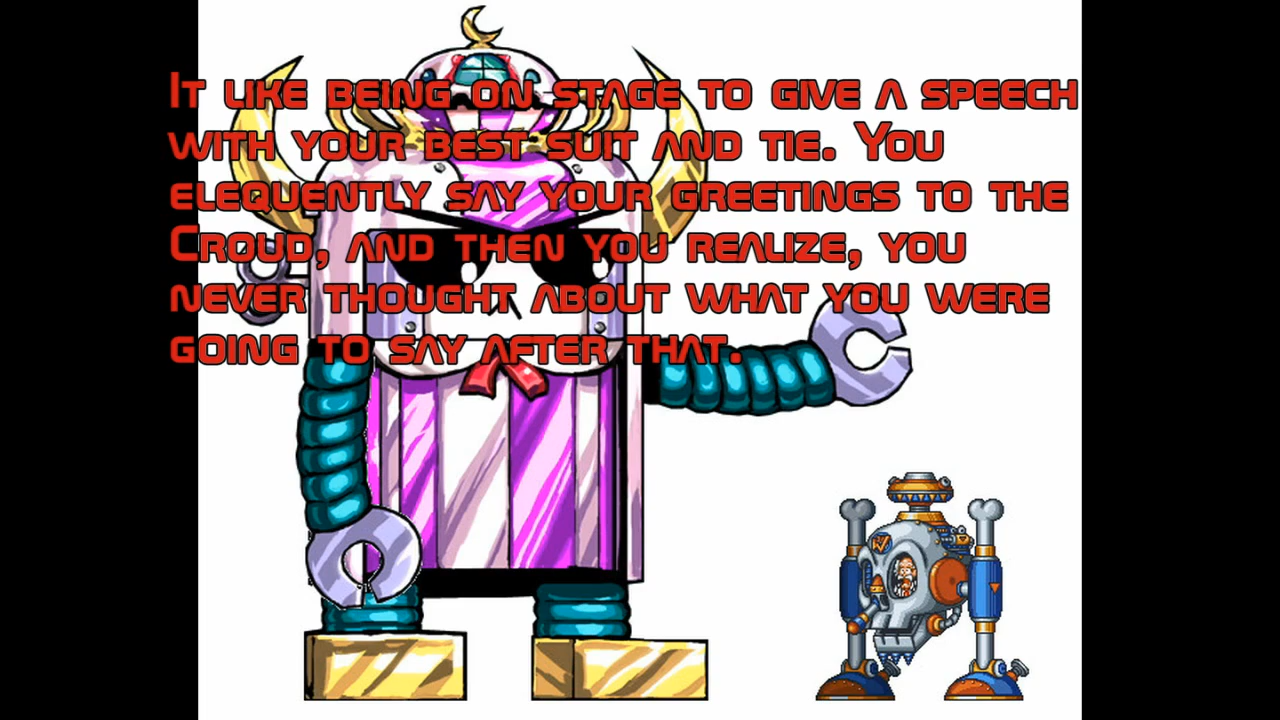 It like being on stage to give a speech
with your best suit and tie. You
elequently say your greetings to the
Croud, and then you realize, you
never thought about what you were
going to say after that.
W